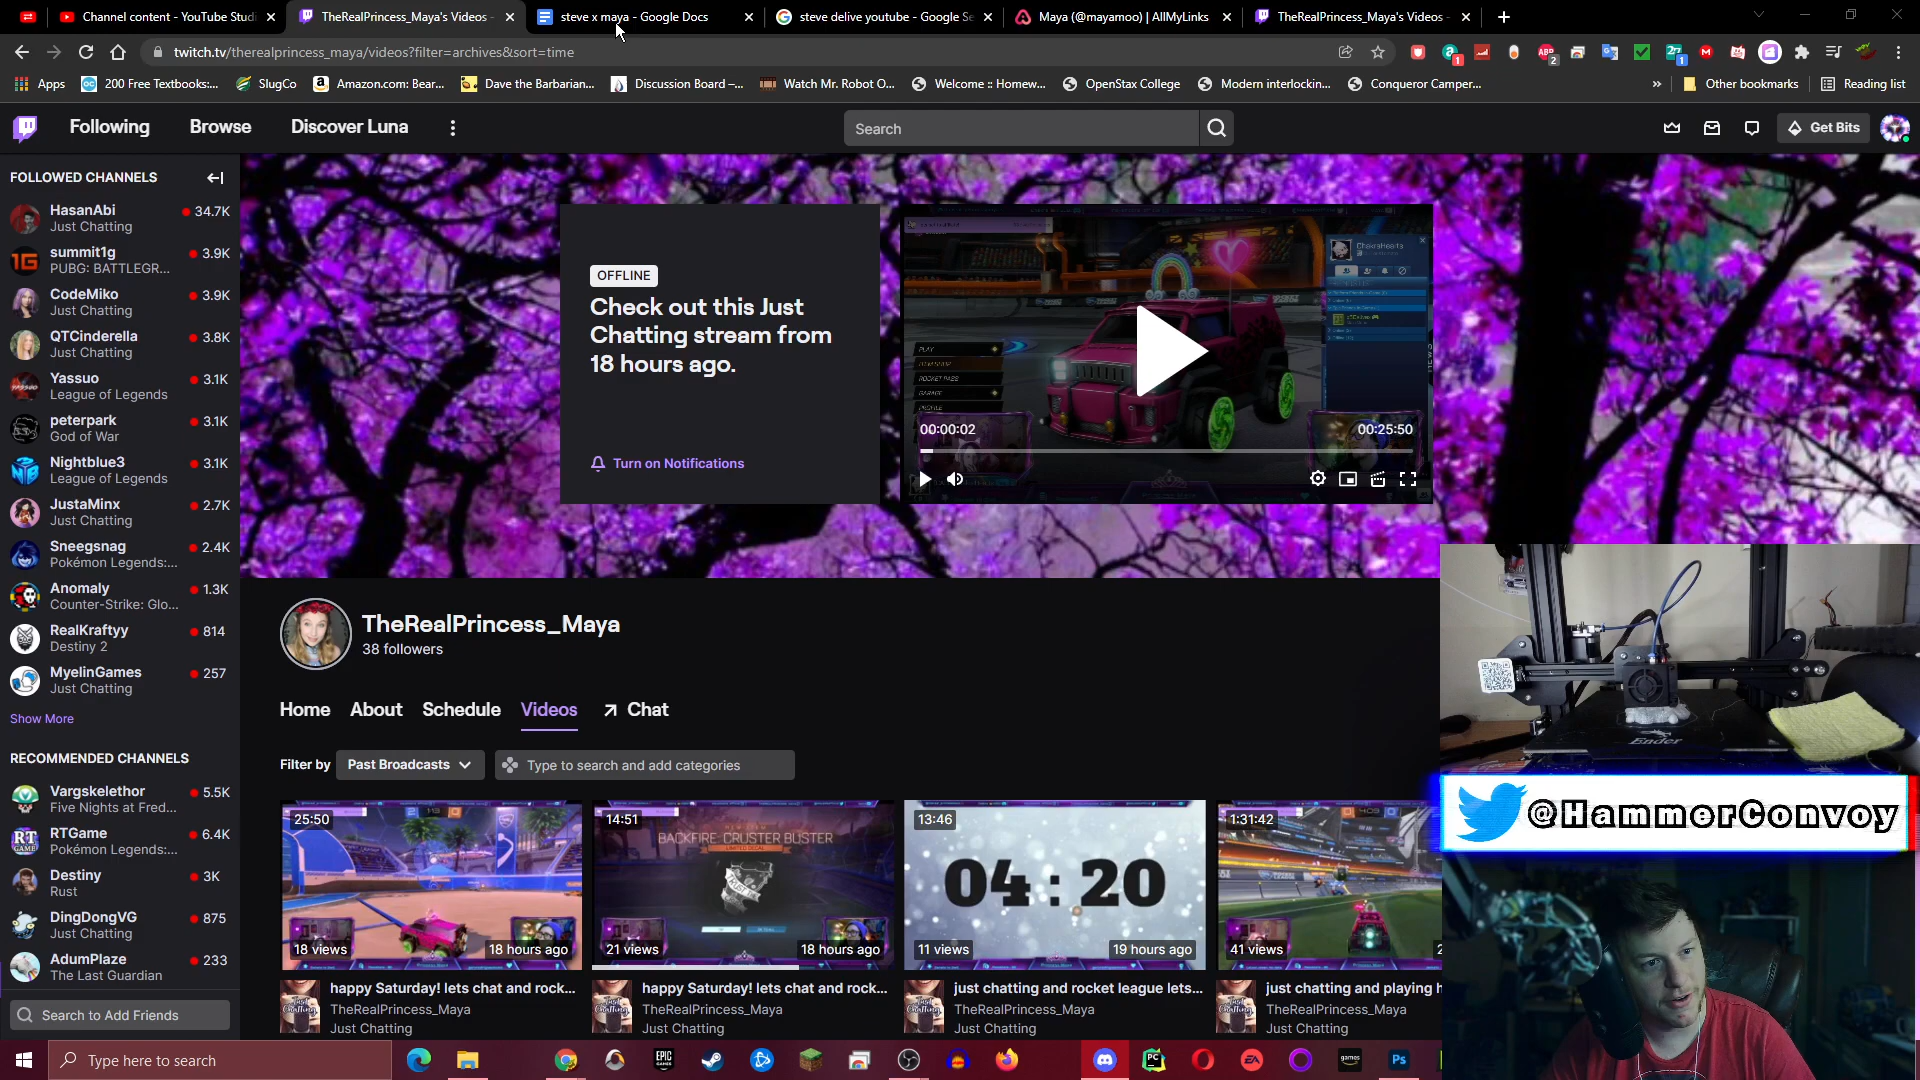 Channel content - YouTube Studi
TheRealPrincess_Maya's Videos -
steve x maya - Google Docs
steve delive youtube - Google Se
Maya (@mayamoo) | AllMyLinks
TheRealPrincess_Maya's Videos -
twitch.tv/therealprincess_maya/videos?filter=archives&sort=time
Apps
200 Free Textbooks:...
SlugCo
Amazon.com: Bear...
Dave the Barbarian...
Discussion Board –...
Watch Mr. Robot O...
Welcome :: Homew...
OpenStax College
Modern interlockin...
Conqueror Camper...
»
Other bookmarks
Reading list
Following
Browse
Discover Luna
Search
Get Bits
FOLLOWED CHANNELS
HasanAbi 34.7K
Just Chatting
summit1g 3.9K
PUBG: BATTLEGR...
CodeMiko 3.9K
Just Chatting
QTCinderella 3.8K
Just Chatting
Yassuo 3.1K
League of Legends
peterpark 3.1K
God of War
Nightblue3 3.1K
League of Legends
JustaMinx 2.7K
Just Chatting
Sneegsnag 2.4K
Pokémon Legends:...
Anomaly 1.3K
Counter-Strike: Glo...
RealKraftyy 814
Destiny 2
MyelinGames 257
Just Chatting
Show More
RECOMMENDED CHANNELS
Vargskelethor 5.5K
Five Nights at Fred...
RTGame 6.4K
Pokémon Legends:...
Destiny 3K
Rust
DingDongVG 875
Just Chatting
AdumPlaze 233
The Last Guardian
Search to Add Friends
OFFLINE
Check out this Just
Chatting stream from
18 hours ago.
Turn on Notifications
ChakraHearts
PLAY
ITEM SHOP
ROCKET PASS
GARAGE
PROFILE
00:00:02
00:25:50
TheRealPrincess_Maya
38 followers
Home
About
Schedule
Videos
Chat
Filter by
Past Broadcasts
Type to search and add categories
25:50
18 views
18 hours ago
happy Saturday! lets chat and rock...
TheRealPrincess_Maya
Just Chatting
14:51
BACKFIRE: CRUSTER BUSTER
21 views
18 hours ago
happy Saturday! lets chat and rock...
TheRealPrincess_Maya
Just Chatting
13:46
04 : 20
11 views
19 hours ago
just chatting and rocket league lets...
TheRealPrincess_Maya
Just Chatting
1:31:42
41 views
2
just chatting and playing h
TheRealPrincess_Maya
Just Chatting
Ender
@HammerConvoy
Type here to search